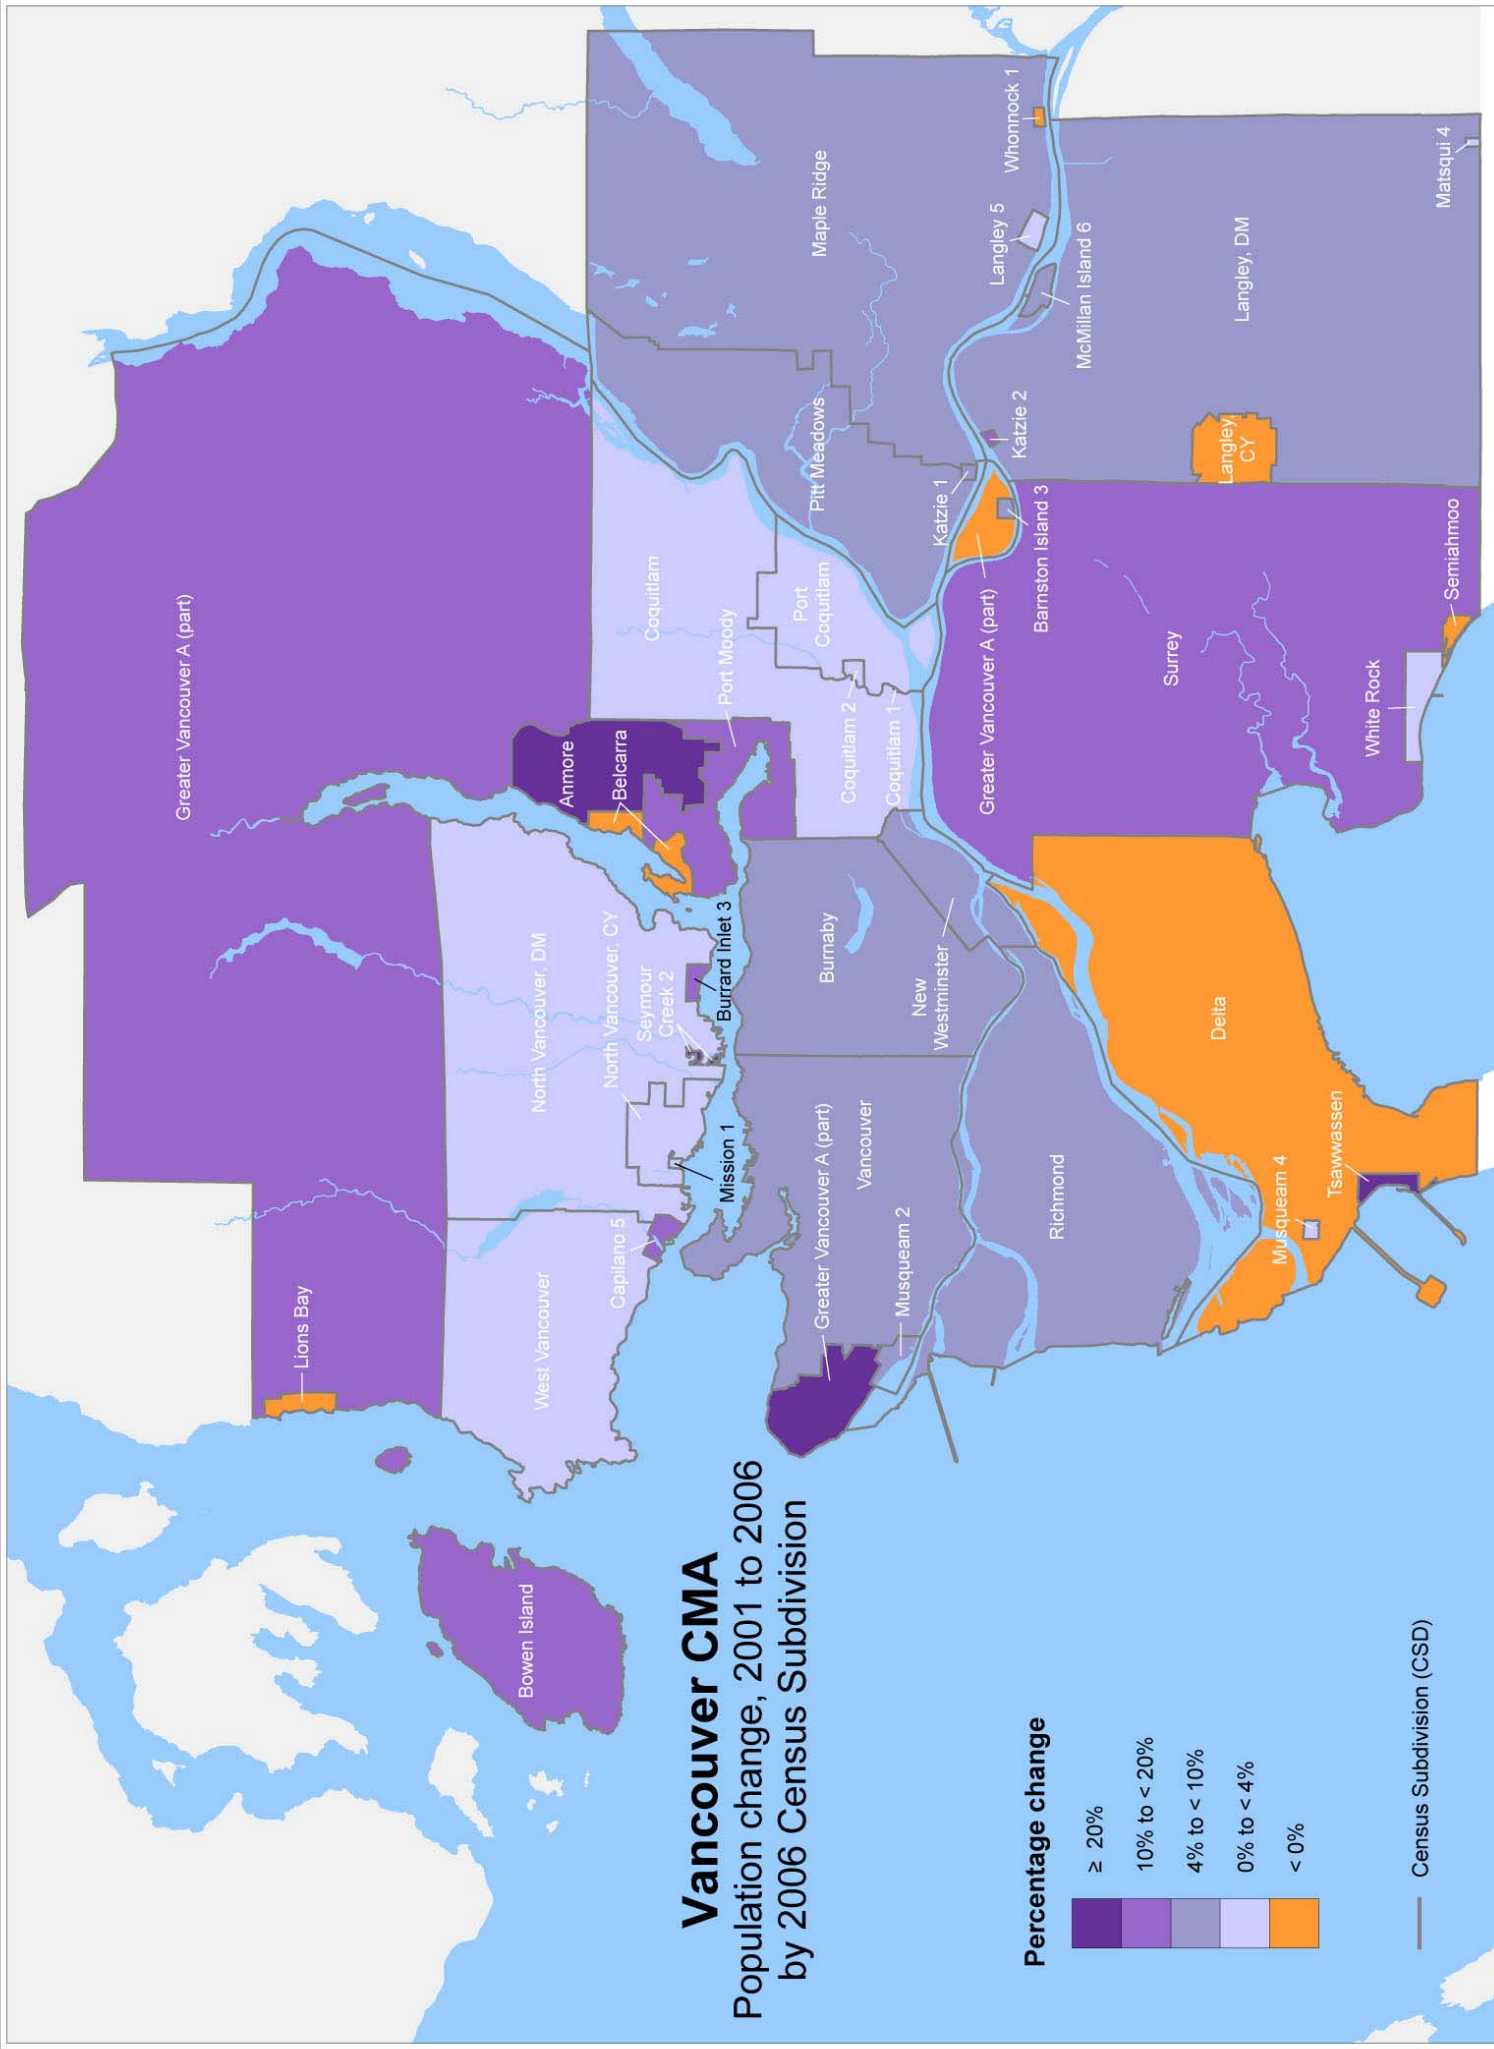 Vancouver CMA
Population change, 2001 to 2006
by 2006 Census Subdivision
Percentage change
≥ 20%
10% to < 20%
4% to < 10%
0% to < 4%
< 0%
Census Subdivision (CSD)
Greater Vancouver A (part)
Lions Bay
Bowen Island
West Vancouver
North Vancouver, DM
North Vancouver, CY
Seymour
Creek 2
Capilano 5
Mission 1
Burrard Inlet 3
Anmore
Belcarra
Port Moody
Coquitlam
Port
Coquitlam
Coquitlam 2
Coquitlam 1
Pitt Meadows
Maple Ridge
Whonnock 1
Langley 5
McMillan Island 6
Katzie 2
Katzie 1
Barnston Island 3
Greater Vancouver A (part)
Greater Vancouver A (part)
Vancouver
Musqueam 2
Burnaby
New
Westminster
Richmond
Delta
Musqueam 4
Tsawwassen
Surrey
White Rock
Semiahmoo
Langley,
CY
Langley, DM
Matsqui 4